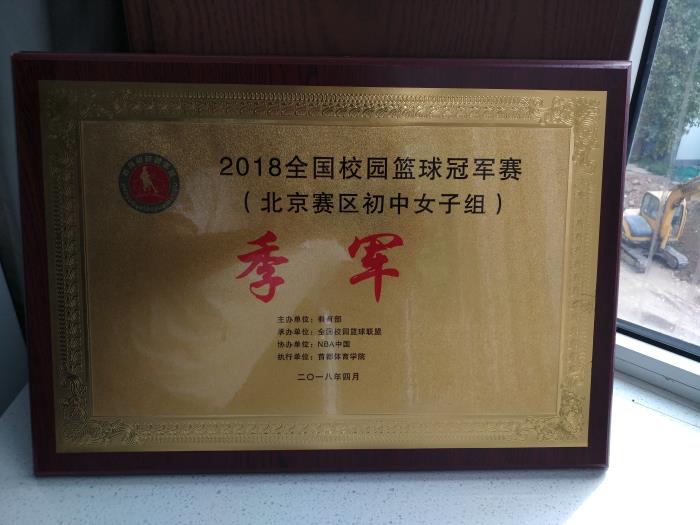 2018全国校园篮球冠军赛
（北京赛区初中女子组）
季军
主办单位：教育部
承办单位：全国校园篮球联盟
协办单位：NBA中国
执行单位：首都体育学院
二〇一八年四月